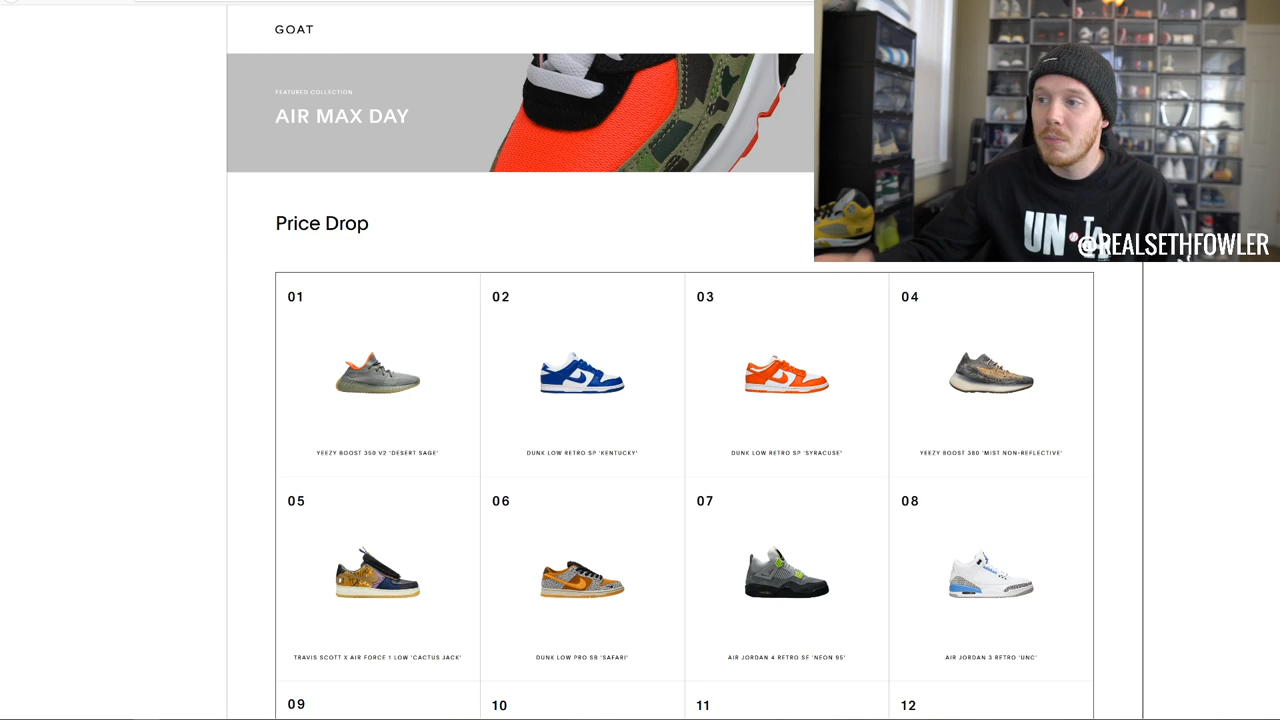 GOAT
FEATURED COLLECTION
AIR MAX DAY
UN
LA
@REALSETHFOWLER
Price Drop
01
02
03
04
YEEZY BOOST 350 V2 'DESERT SAGE'
DUNK LOW RETRO SP 'KENTUCKY'
DUNK LOW RETRO SP 'SYRACUSE'
YEEZY BOOST 380 'MIST NON-REFLECTIVE'
05
06
07
08
TRAVIS SCOTT X AIR FORCE 1 LOW 'CACTUS JACK'
DUNK LOW PRO SB 'SAFARI'
AIR JORDAN 4 RETRO SE 'NEON 95'
AIR JORDAN 3 RETRO 'UNC'
09
10
11
12